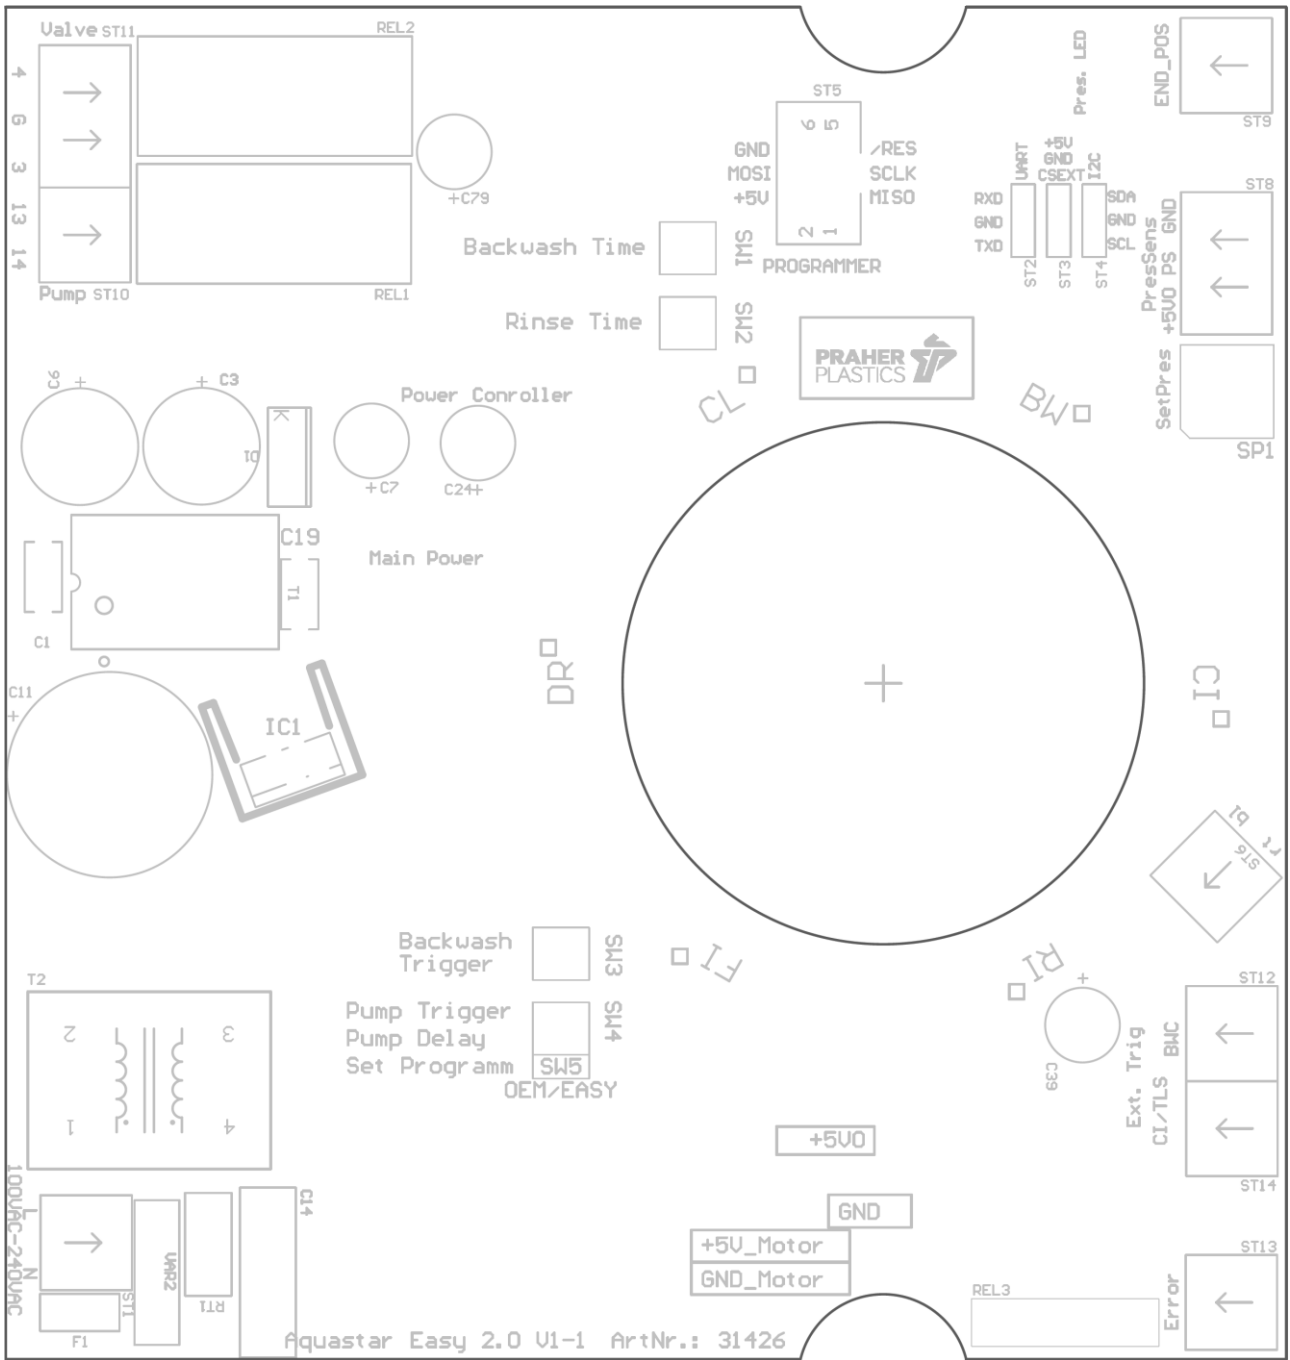 Valve ST11
REL2
4
G
3
13
14
Pump ST10
REL1
+C79
Backwash Time
SW1
Rinse Time
SW2
ST5
6 5
GND
MOSI
+5V
/RES
SCLK
MISO
2 1
PROGRAMMER
Pres. LED
END_POS
ST9
UART
+5V
GND
CSEXT
I2C
RXD
GND
TXD
SDA
GND
SCL
ST2
ST3
ST4
ST8
PresSens
+5VO PS GND
SetPres
SP1
PRAHER
PLASTICS
CL
BW
C6
+
+
C3
K
D1
Power Conroller
+C7
C24+
C19
T1
Main Power
C1
C11
+
IC1
DR
CI
b1
rt
ST6
FI
RI
Backwash
Trigger
SW3
Pump Trigger
Pump Delay
Set Programm
SW4
SW5
OEM/EASY
T2
2
3
1
4
+
C39
ST12
BWC
Ext. Trig
CI/TLS
ST14
+5VO
GND
+5V_Motor
GND_Motor
100VAC-240VAC
L
N
ST1
F1
VAR2
RT1
C14
REL3
ST13
Error
Aquastar Easy 2.0 V1-1 ArtNr.: 31426